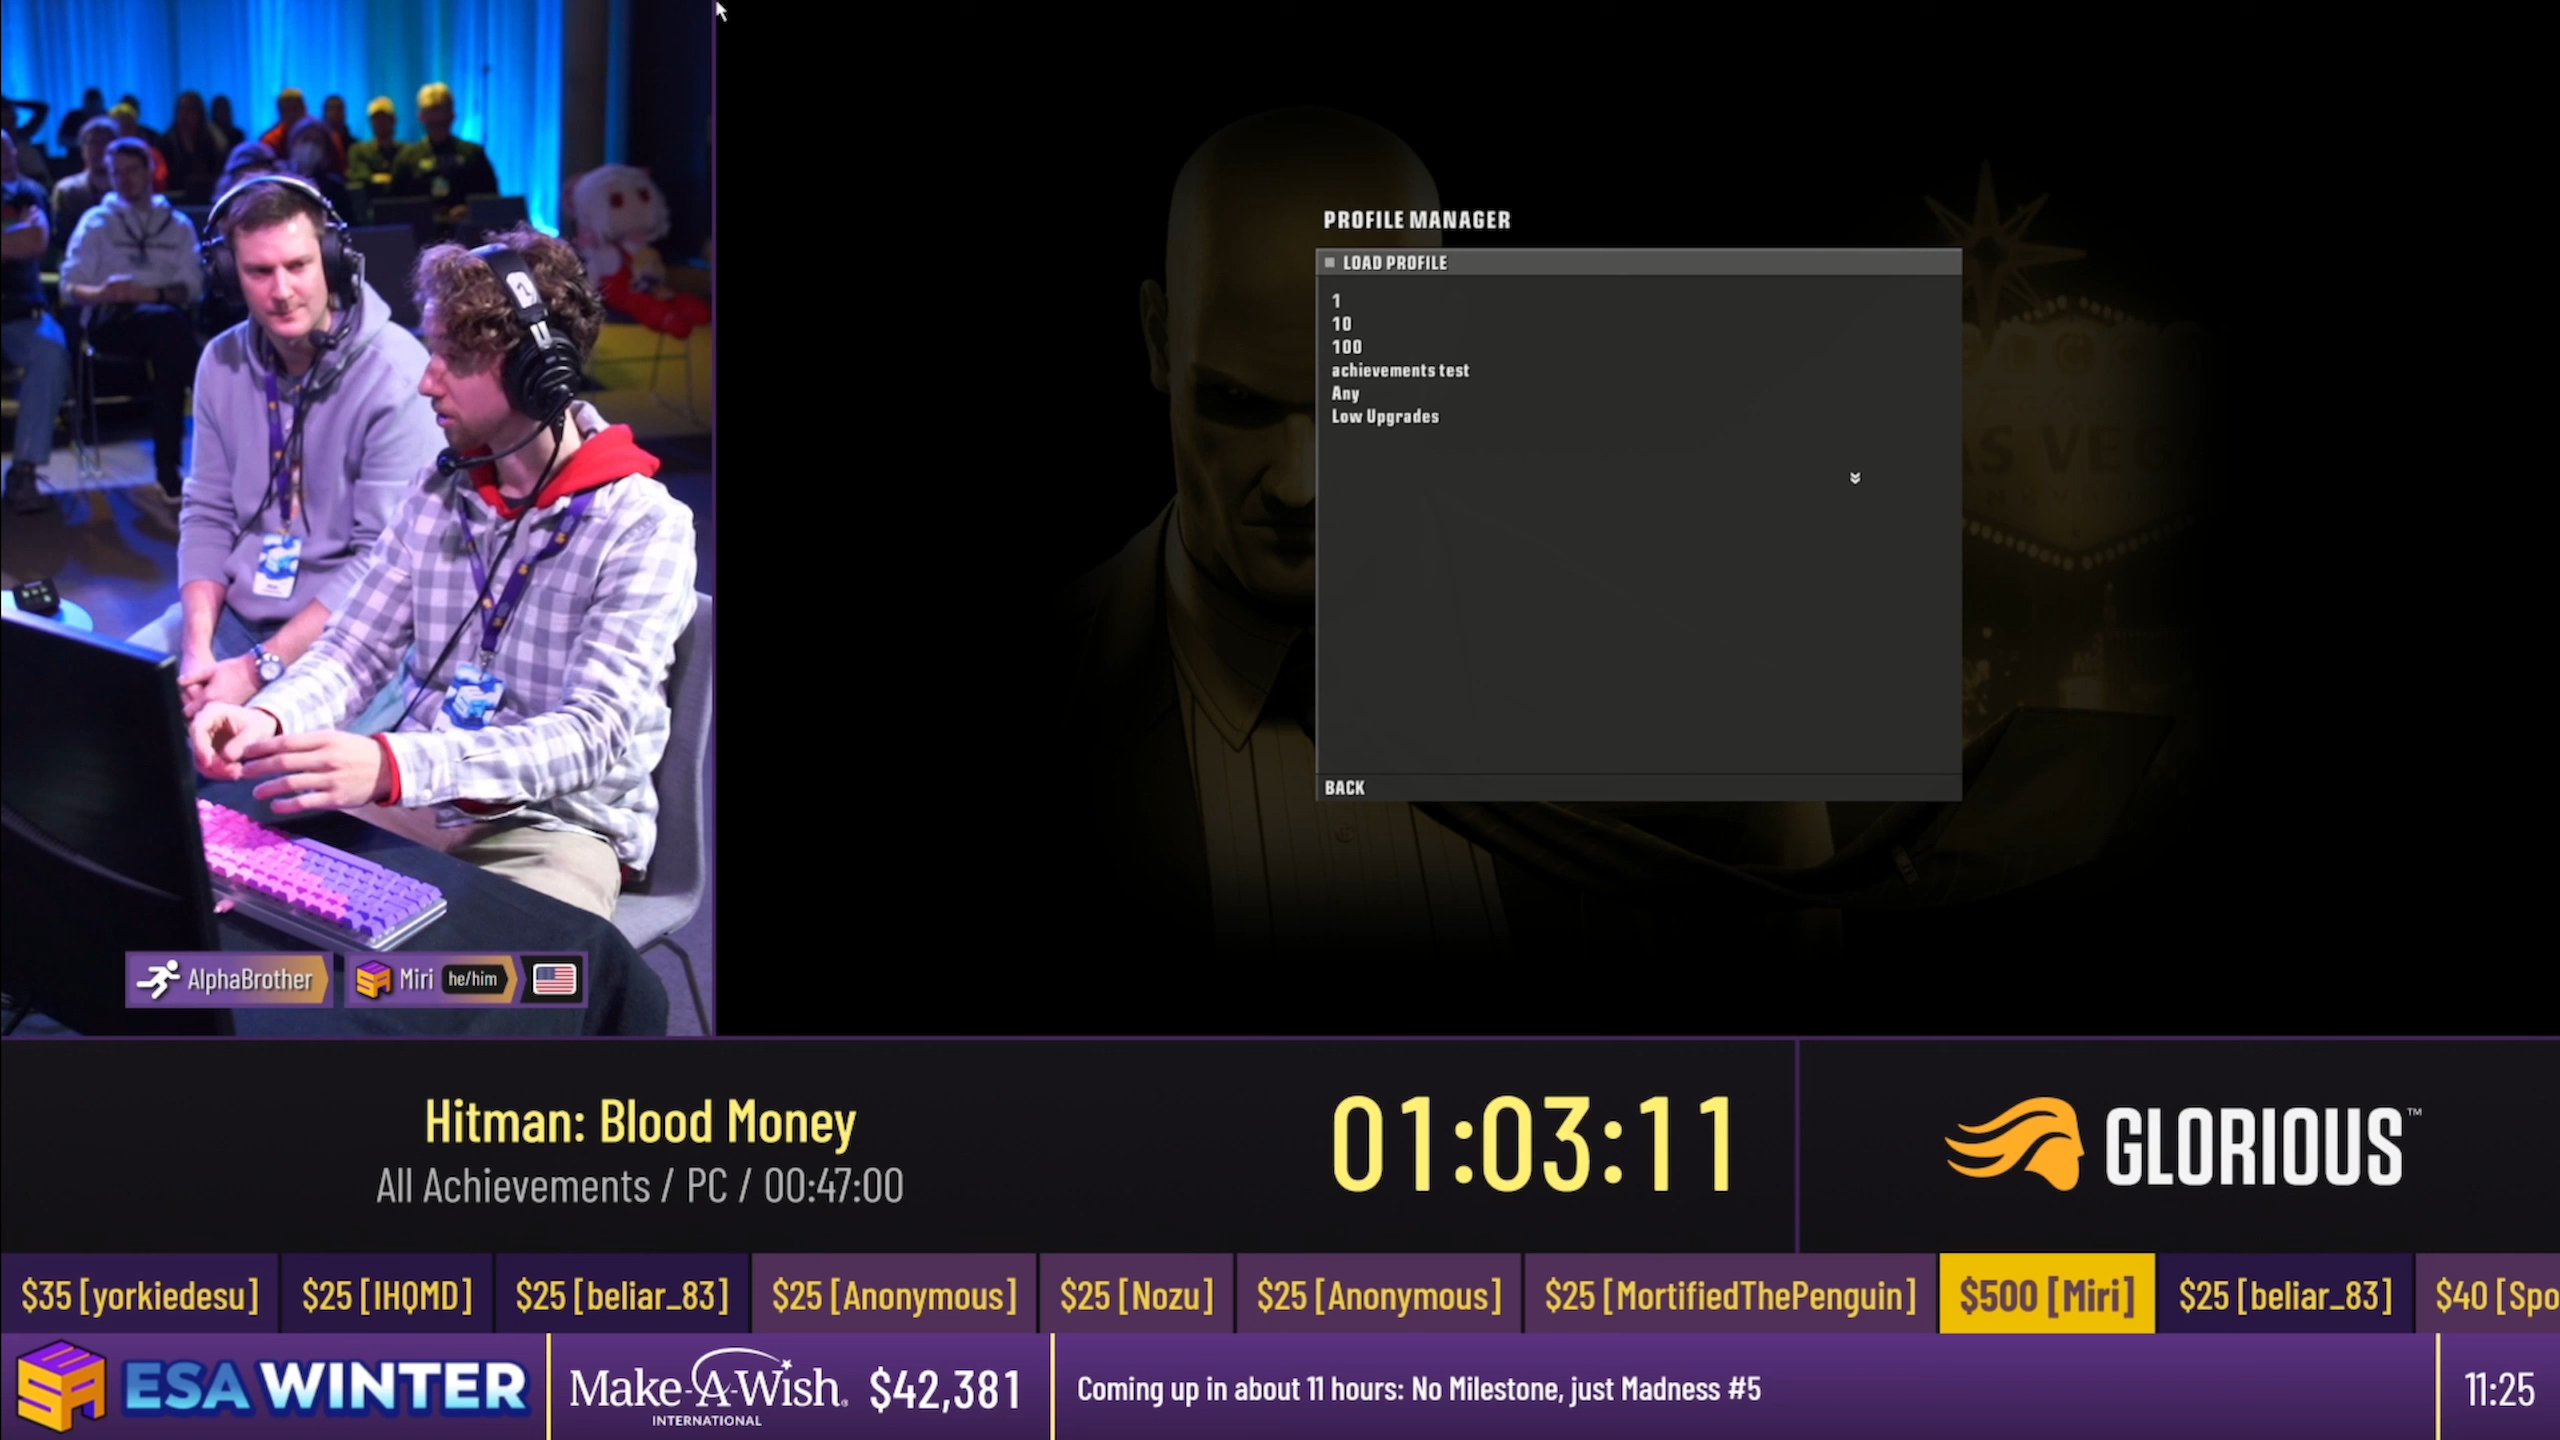 PROFILE MANAGER
LOAD PROFILE
1
10
100
achievements test
Any
Low Upgrades
BACK
AlphaBrother
Miri he/him
Hitman: Blood Money
All Achievements / PC / 00:47:00
01:03:11
GLORIOUS™
$35 [yorkiedesu] $25 [IHQMD] $25 [beliar_83] $25 [Anonymous] $25 [Nozu] $25 [Anonymous] $25 [MortifiedThePenguin] $500 [Miri] $25 [beliar_83] $40 [Spo
ESA WINTER
Make-A-Wish®
INTERNATIONAL
$42,381
Coming up in about 11 hours: No Milestone, just Madness #5
11:25